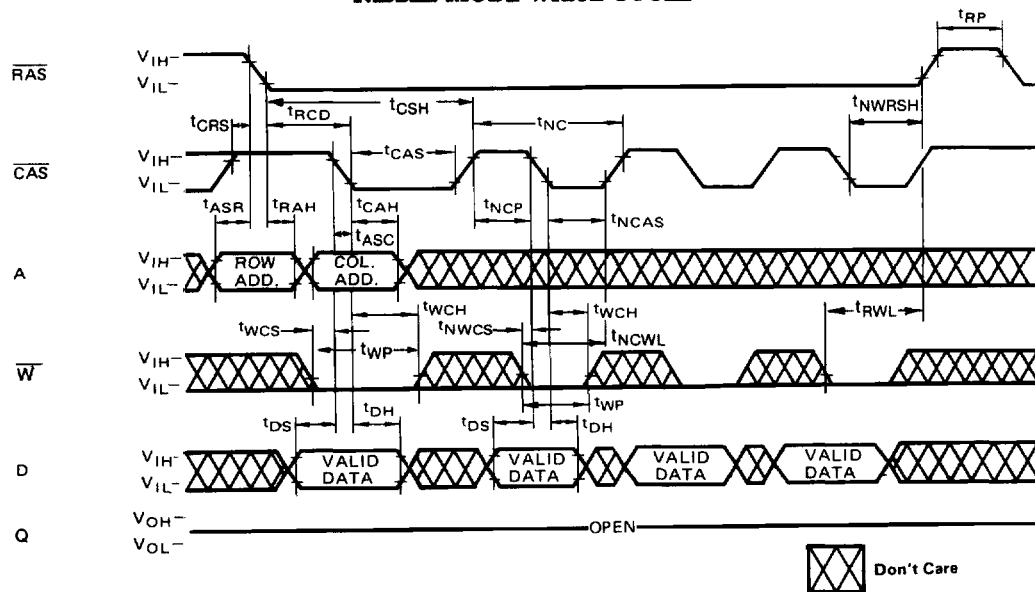 NIBBLE MODE WRITE CYCLE
tRP
RAS VIH– VIL–
tCRS tRCD tCSH tNC tNWRSH
CAS VIH– VIL–
tCAS
tASR tRAH tCAH tNCP tNCAS
tASC
A VIH– VIL–
ROW ADD. COL. ADD.
tWCS tWCH tNWCS tWCH tRWL
tWP tNCWL
W VIH– VIL–
tWP
tDS tDH tDS tDH
D VIH– VIL–
VALID DATA VALID DATA VALID DATA VALID DATA
Q VOH– VOL–
OPEN
Don't Care